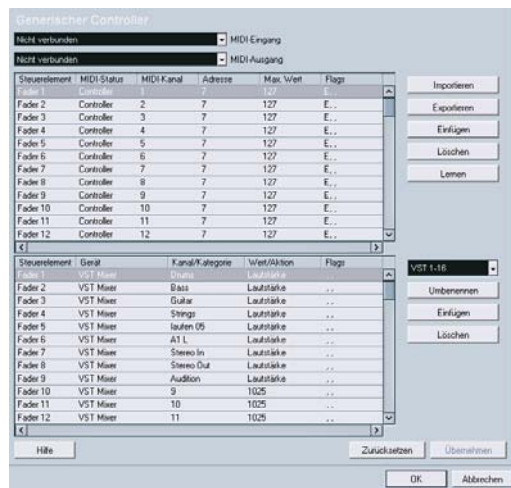 Generischer Controller
Nicht verbunden MIDI-Eingang
Nicht verbunden MIDI-Ausgang
Steuerelement MIDI-Status MIDI-Kanal Adresse Max. Wert Flags
Fader 1 Controller 1 7 127 E, ,
Fader 2 Controller 2 7 127 E, ,
Fader 3 Controller 3 7 127 E, ,
Fader 4 Controller 4 7 127 E, ,
Fader 5 Controller 5 7 127 E, ,
Fader 6 Controller 6 7 127 E, ,
Fader 7 Controller 7 7 127 E, ,
Fader 8 Controller 8 7 127 E, ,
Fader 9 Controller 9 7 127 E, ,
Fader 10 Controller 10 7 127 E, ,
Fader 11 Controller 11 7 127 E, ,
Fader 12 Controller 12 7 127 E, ,
Importieren
Exportieren
Einfügen
Löschen
Lernen
Steuerelement Gerät Kanal/Kategorie Wert/Aktion Flags
Fader 1 VST Mixer Drums Lautstärke , ,
Fader 2 VST Mixer Bass Lautstärke , ,
Fader 3 VST Mixer Guitar Lautstärke , ,
Fader 4 VST Mixer Strings Lautstärke , ,
Fader 5 VST Mixer laufen 05 Lautstärke , ,
Fader 6 VST Mixer A1 L Lautstärke , ,
Fader 7 VST Mixer Stereo In Lautstärke , ,
Fader 8 VST Mixer Stereo Out Lautstärke , ,
Fader 9 VST Mixer Audition Lautstärke , ,
Fader 10 VST Mixer 9 1025 , ,
Fader 11 VST Mixer 10 1025 , ,
Fader 12 VST Mixer 11 1025 , ,
VST 1-16
Umbenennen
Einfügen
Löschen
Hilfe Zurücksetzen Übernehmen
OK Abbrechen